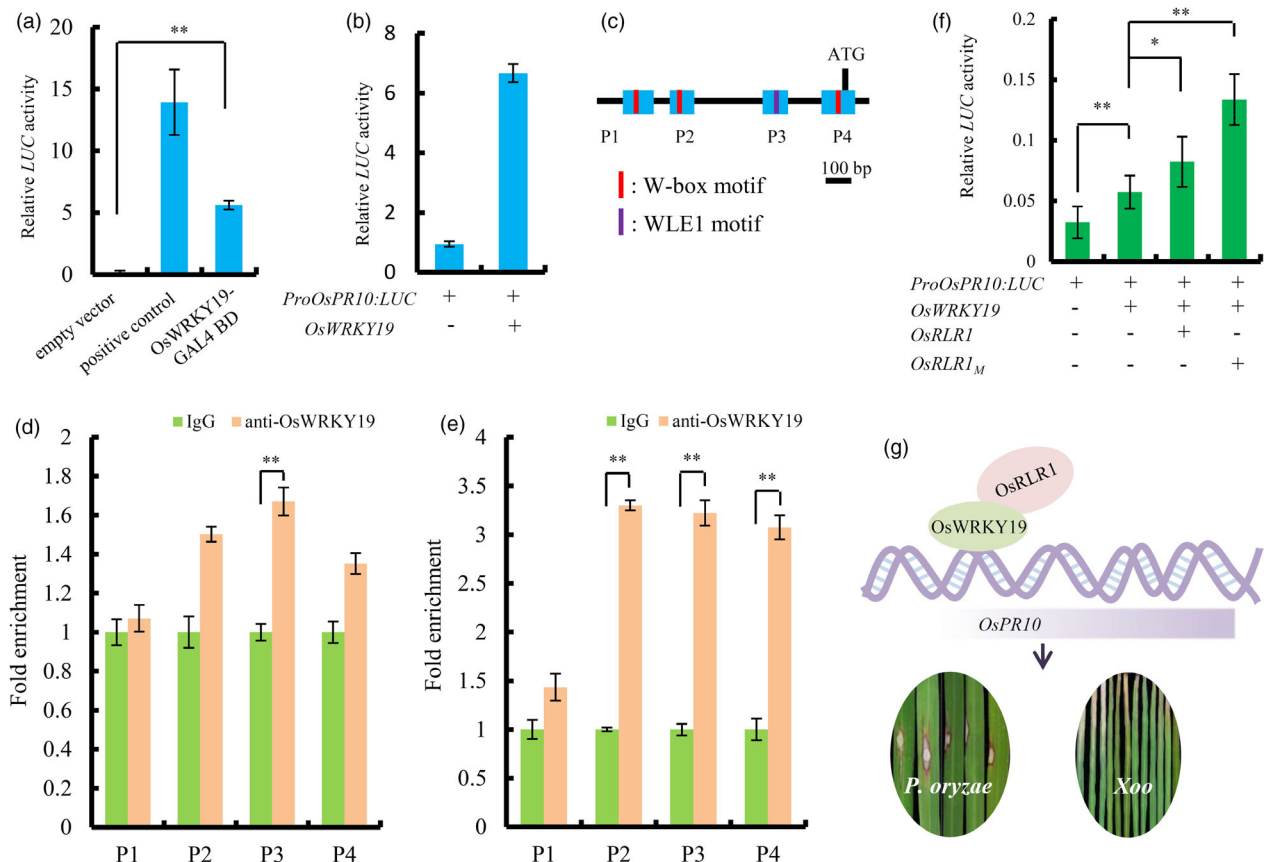 (a)
**
Relative LUC activity
20
15
10
5
0
empty vector
positive control
OsWRKY19-
GAL4 BD
(b)
Relative LUC activity
8
6
4
2
0
ProOsPR10:LUC + +
OsWRKY19 - +
(c)
ATG
P1 P2 P3 P4
100 bp
: W-box motif
: WLE1 motif
(f)
Relative LUC activity
0.2
0.15
0.1
0.05
0
**
*
**
ProOsPR10:LUC + + + +
OsWRKY19 - + + +
OsRLR1 - - + -
OsRLR1M - - - +
(d)
IgG anti-OsWRKY19
Fold enrichment
2
1.8
1.6
1.4
1.2
1
0.8
0.6
0.4
0.2
0
**
P1 P2 P3 P4
(e)
IgG anti-OsWRKY19
Fold enrichment
4
3.5
3
2.5
2
1.5
1
0.5
0
** ** **
P1 P2 P3 P4
(g)
OsRLR1
OsWRKY19
OsPR10
P. oryzae
Xoo